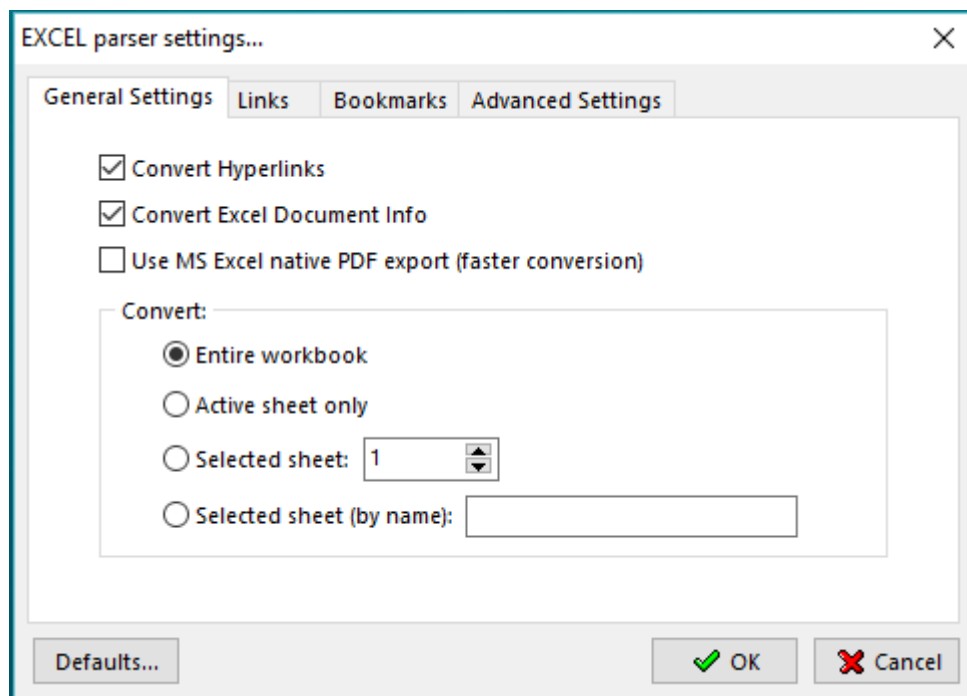 EXCEL parser settings...
General Settings Links Bookmarks Advanced Settings
Convert Hyperlinks
Convert Excel Document Info
Use MS Excel native PDF export (faster conversion)
Convert:
Entire workbook
Active sheet only
Selected sheet: 1
Selected sheet (by name):
Defaults... OK Cancel